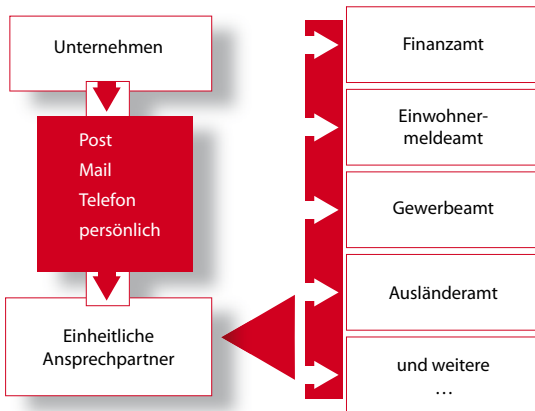 Unternehmen
Post
Mail
Telefon
persönlich
Einheitliche
Ansprechpartner
Finanzamt
Einwohner-
meldeamt
Gewerbeamt
Ausländeramt
und weitere
…